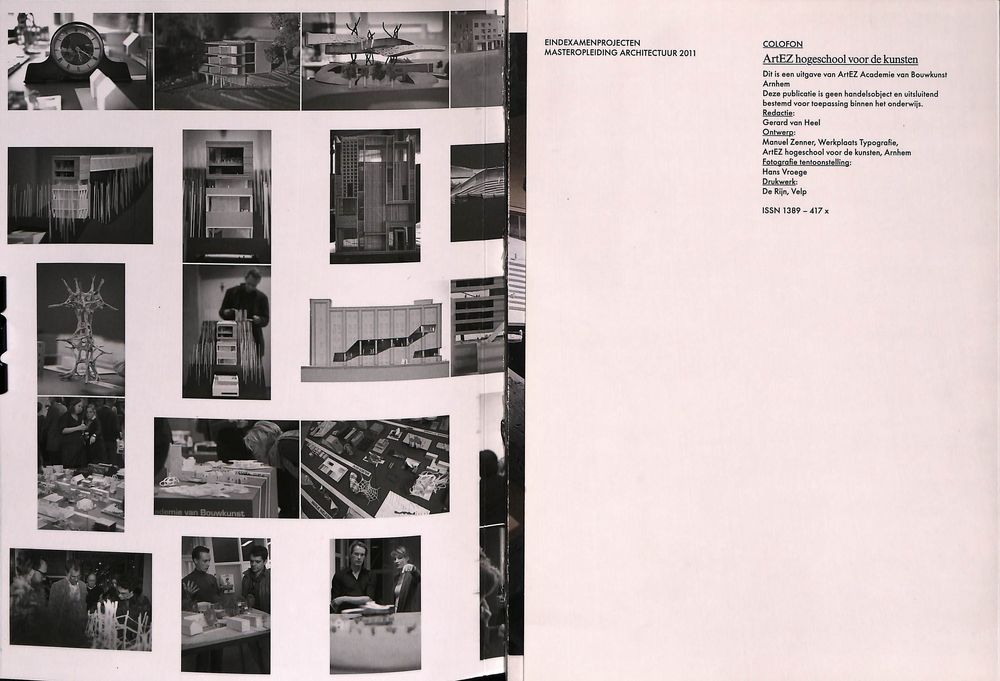 EINDEXAMENPROJECTEN
MASTEROPLEIDING ARCHITECTUUR 2011
COLOFON
ArtEZ hogeschool voor de kunsten
Dit is een uitgave van ArtEZ Academie van Bouwkunst
Arnhem
Deze publicatie is geen handelsobject en uitsluitend
bestemd voor toepassing binnen het onderwijs.
Redactie:
Gerard van Heel
Ontwerp:
Manuel Zenner, Werkplaats Typografie,
ArtEZ hogeschool voor de kunsten, Arnhem
Fotografie tentoonstelling:
Hans Vroege
Drukwerk:
De Rijn, Velp
ISSN 1389 – 417 x
demie van Bouwkunst